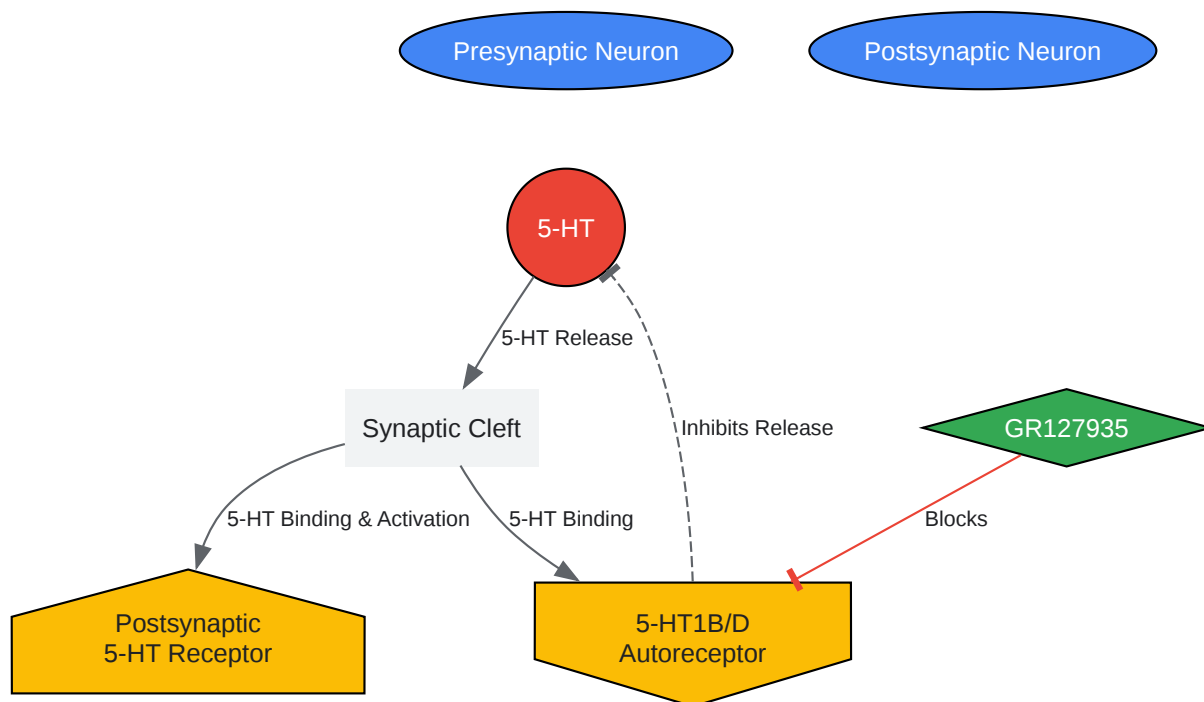 Presynaptic Neuron
Postsynaptic Neuron
5-HT
5-HT Release
Synaptic Cleft
Inhibits Release
GR127935
5-HT Binding & Activation
5-HT Binding
Blocks
Postsynaptic
5-HT Receptor
5-HT1B/D
Autoreceptor